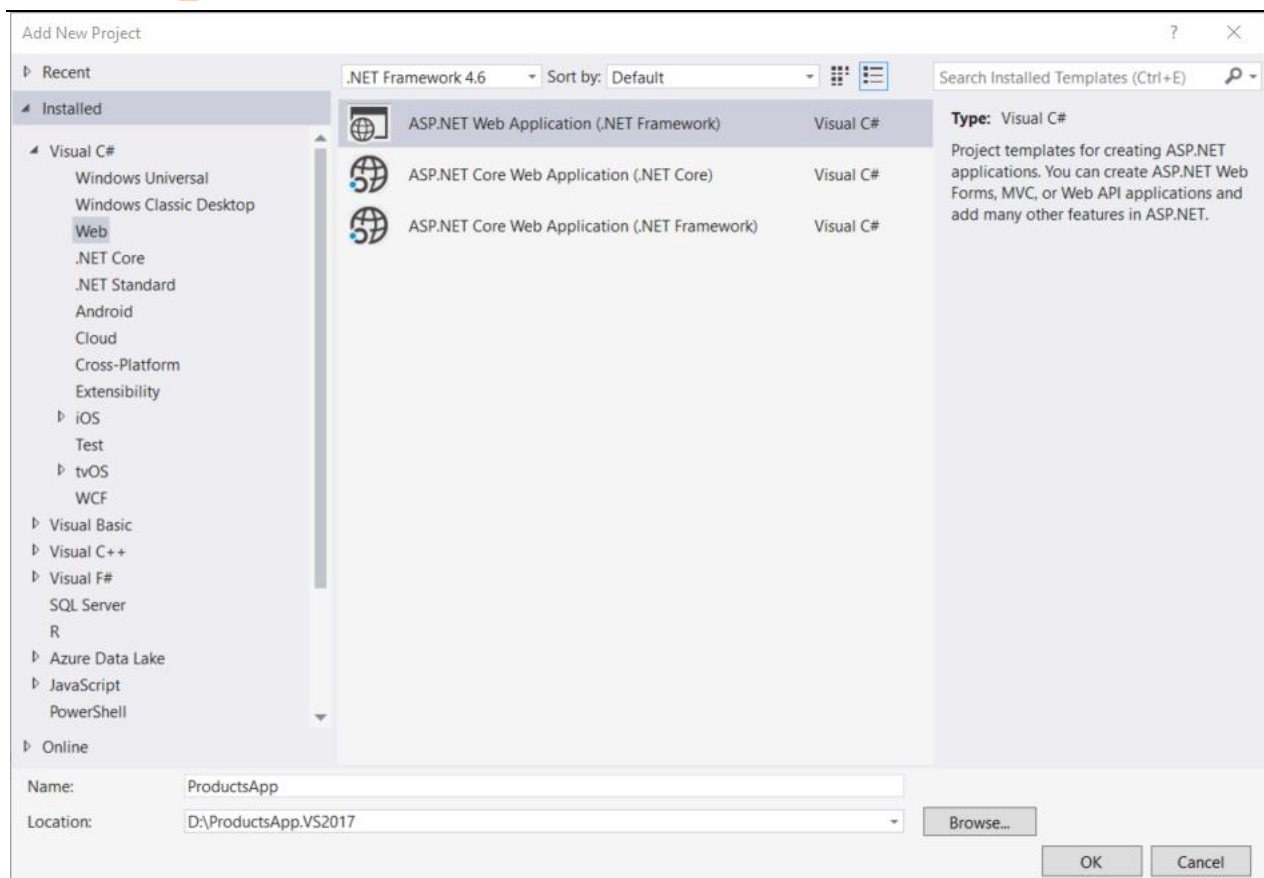 Add New Project
? ×
Recent
Installed
Visual C#
Windows Universal
Windows Classic Desktop
Web
.NET Core
.NET Standard
Android
Cloud
Cross-Platform
Extensibility
iOS
Test
tvOS
WCF
Visual Basic
Visual C++
Visual F#
SQL Server
R
Azure Data Lake
JavaScript
PowerShell
Online
.NET Framework 4.6 Sort by: Default
ASP.NET Web Application (.NET Framework) Visual C#
ASP.NET Core Web Application (.NET Core) Visual C#
ASP.NET Core Web Application (.NET Framework) Visual C#
Search Installed Templates (Ctrl+E)
Type: Visual C#
Project templates for creating ASP.NET
applications. You can create ASP.NET Web
Forms, MVC, or Web API applications and
add many other features in ASP.NET.
Name: ProductsApp
Location: D:\ProductsApp.VS2017 Browse...
OK Cancel